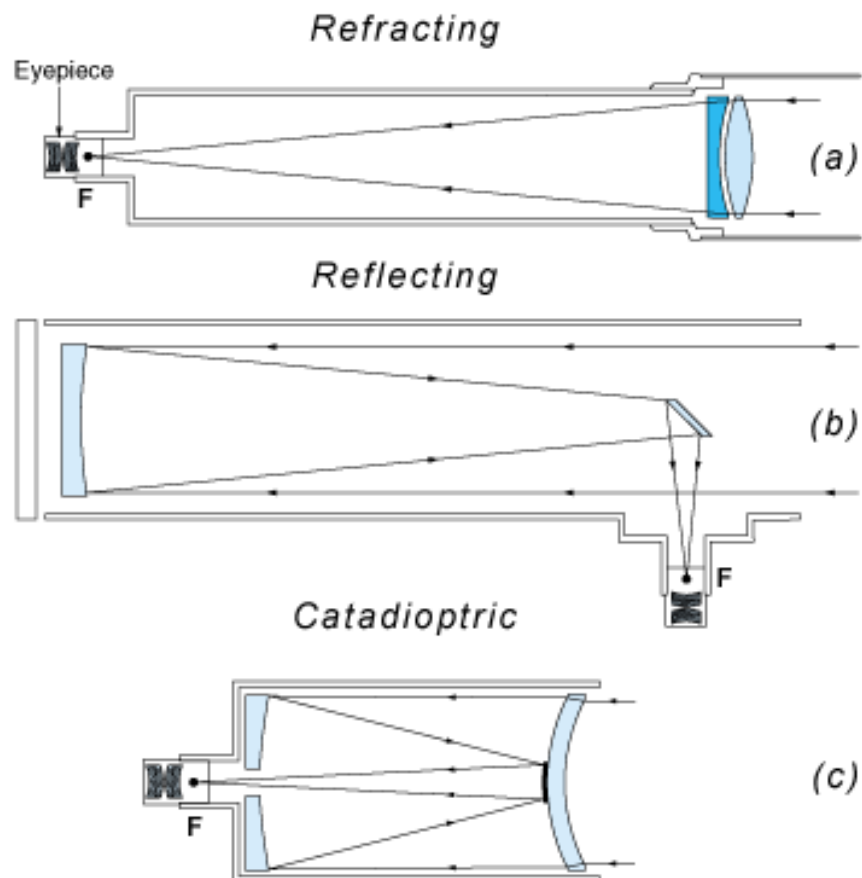 Refracting
Eyepiece
(a)
F
Reflecting
(b)
F
Catadioptric
(c)
F